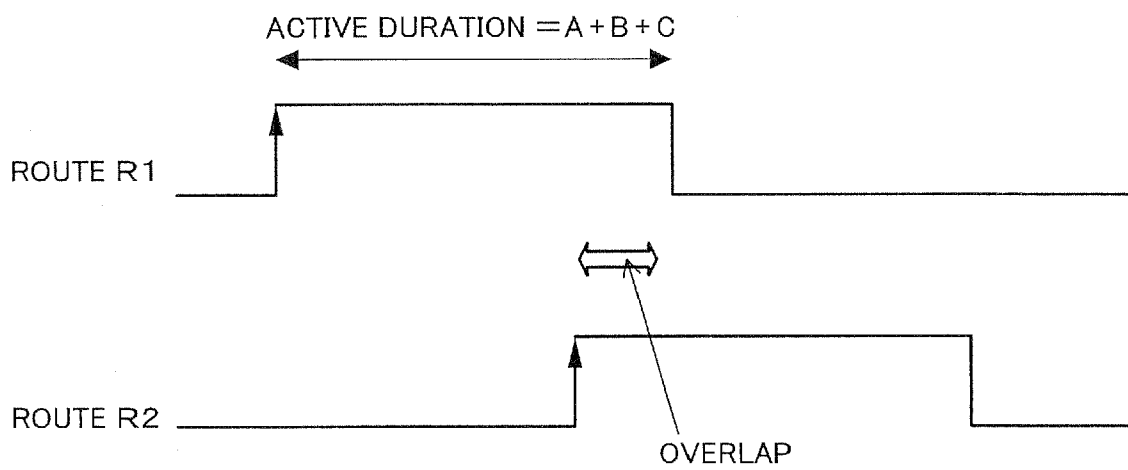 ACTIVE DURATION =A+B+C
ROUTE R1
ROUTE R2
OVERLAP